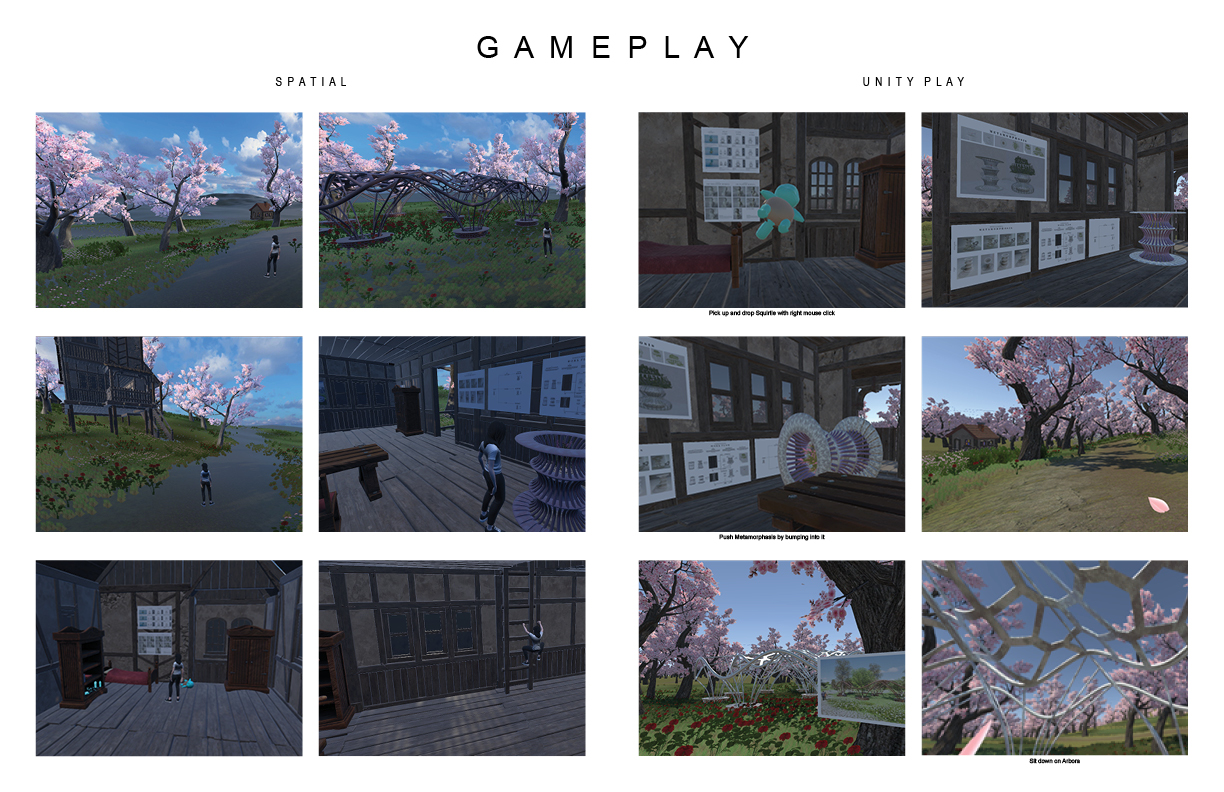 GAMEPLAY
SPATIAL
UNITY PLAY
Pick up and drop Squirtle with right mouse click
Push Metamorphasis by bumping into it
Sit down on Arbora